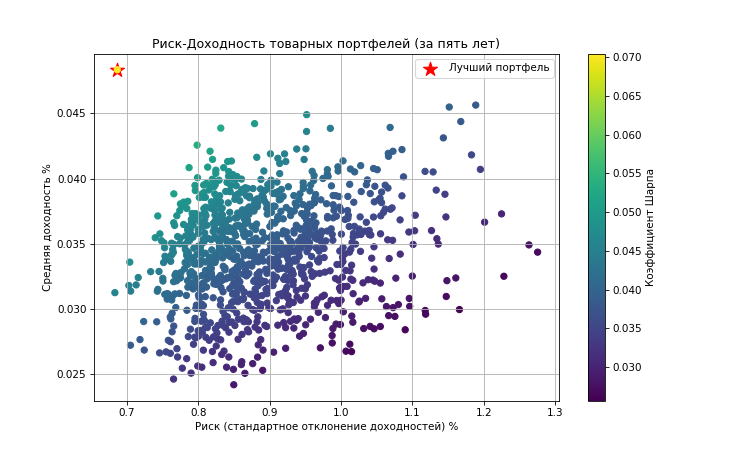 Риск-Доходность товарных портфелей (за пять лет)
Лучший портфель
Средняя доходность %
0.045
0.040
0.035
0.030
0.025
0.7 0.8 0.9 1.0 1.1 1.2 1.3
Риск (стандартное отклонение доходностей) %
0.070
0.065
0.060
0.055
0.050
0.045
0.040
0.035
0.030
Коэффициент Шарпа